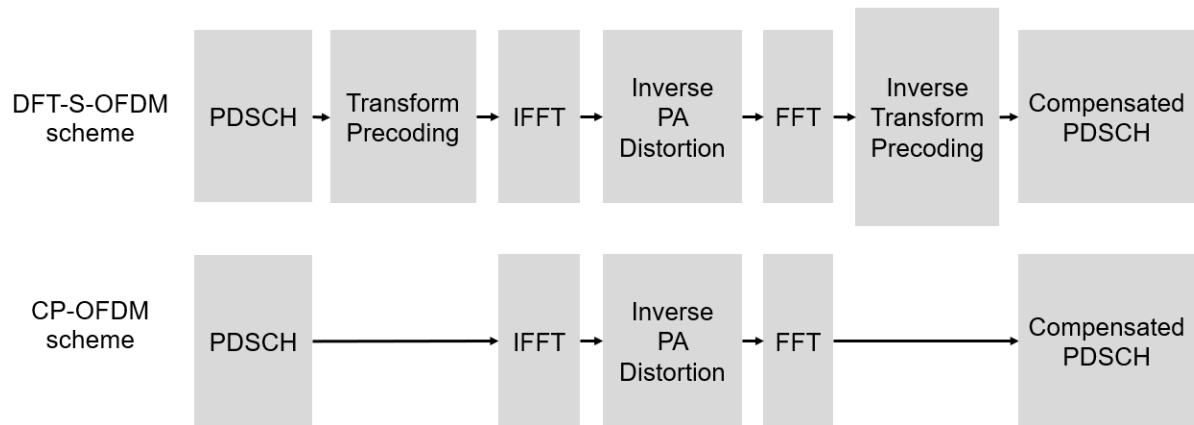 DFT-S-OFDM
scheme
PDSCH
Transform
Precoding
IFFT
Inverse
PA
Distortion
FFT
Inverse
Transform
Precoding
Compensated
PDSCH
CP-OFDM
scheme
PDSCH
IFFT
Inverse
PA
Distortion
FFT
Compensated
PDSCH